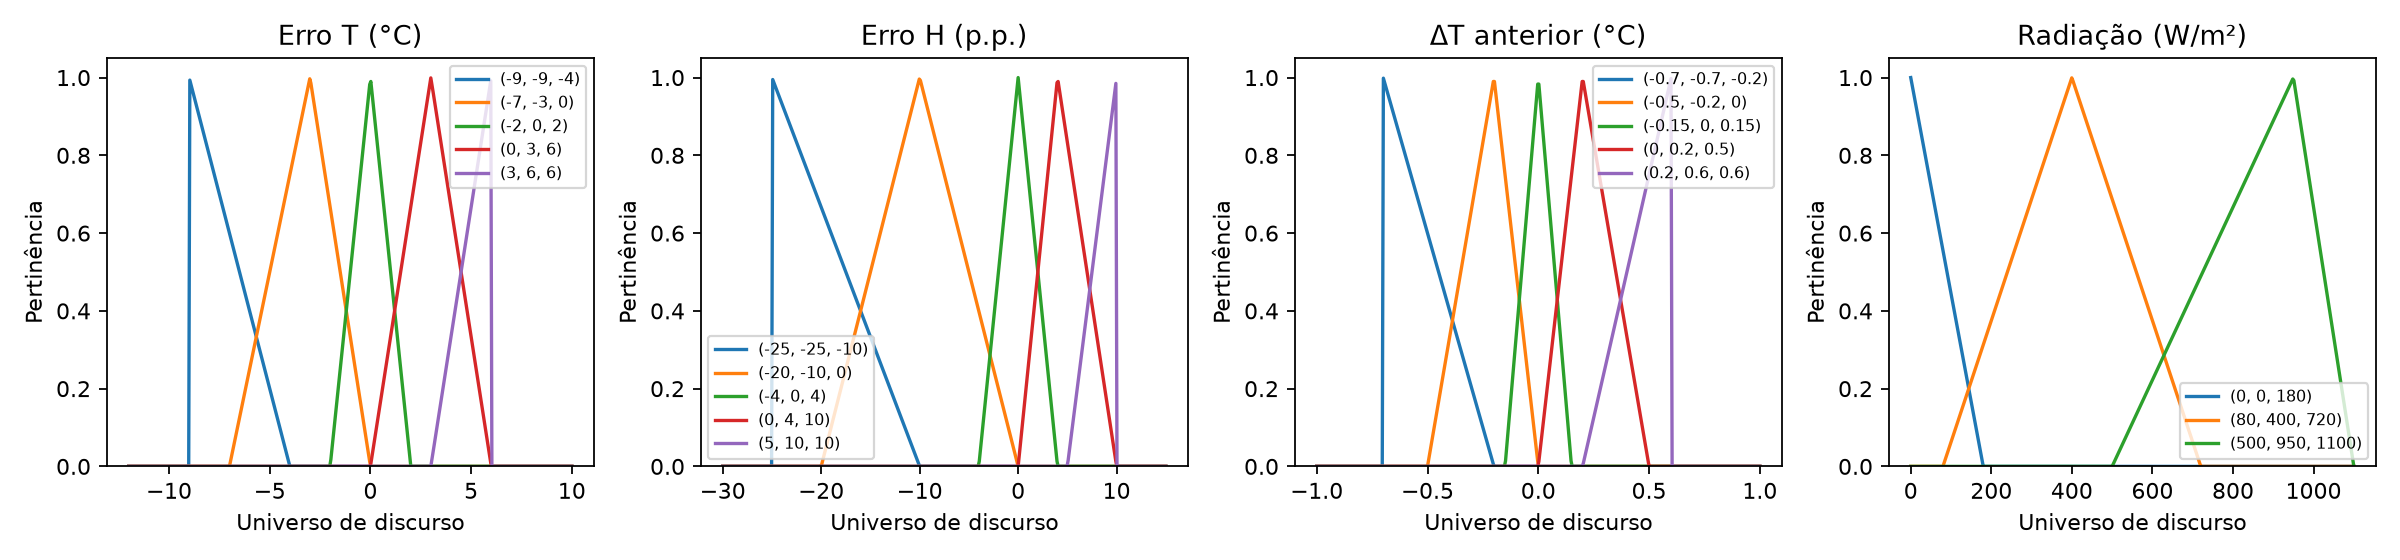 Erro T (°C)
Pertinência
1.0
0.8
0.6
0.4
0.2
0.0
−10
−5
0
5
10
Universo de discurso
(-9, -9, -4)
(-7, -3, 0)
(-2, 0, 2)
(0, 3, 6)
(3, 6, 6)
Erro H (p.p.)
Pertinência
1.0
0.8
0.6
0.4
0.2
0.0
−30
−20
−10
0
10
Universo de discurso
(-25, -25, -10)
(-20, -10, 0)
(-4, 0, 4)
(0, 4, 10)
(5, 10, 10)
ΔT anterior (°C)
Pertinência
1.0
0.8
0.6
0.4
0.2
0.0
−1.0
−0.5
0.0
0.5
1.0
Universo de discurso
(-0.7, -0.7, -0.2)
(-0.5, -0.2, 0)
(-0.15, 0, 0.15)
(0, 0.2, 0.5)
(0.2, 0.6, 0.6)
Radiação (W/m²)
Pertinência
1.0
0.8
0.6
0.4
0.2
0.0
0
200
400
600
800
1000
Universo de discurso
(0, 0, 180)
(80, 400, 720)
(500, 950, 1100)